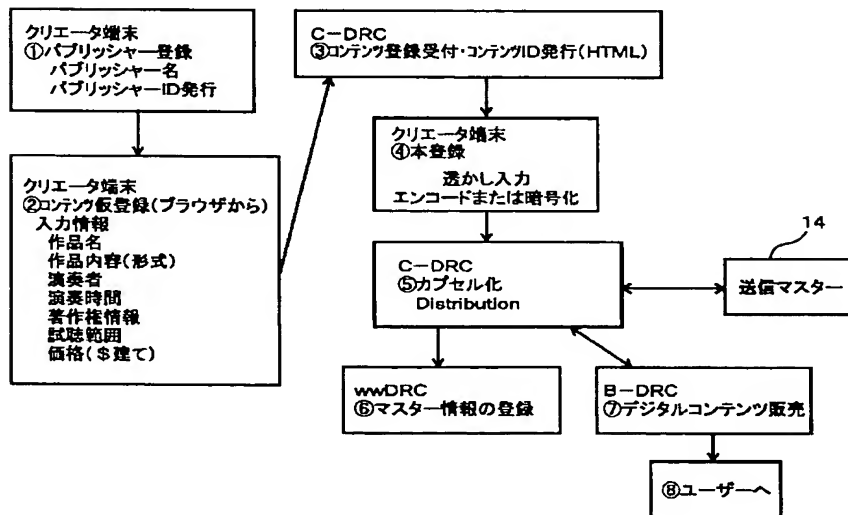 クリエータ端末
①パブリッシャー登録
パブリッシャー名
パブリッシャーID発行
クリエータ端末
②コンテンツ仮登録(ブラウザから)
入力情報
作品名
作品内容(形式)
演奏者
演奏時間
著作権情報
試聴範囲
価格($建て)
C-DRC
③コンテンツ登録受付・コンテンツID発行(HTML)
クリエータ端末
④本登録
透かし入力
エンコードまたは暗号化
C-DRC
⑤カプセル化
Distribution
14
送信マスター
wwDRC
⑥マスター情報の登録
B-DRC
⑦デジタルコンテンツ販売
⑧ユーザーへ